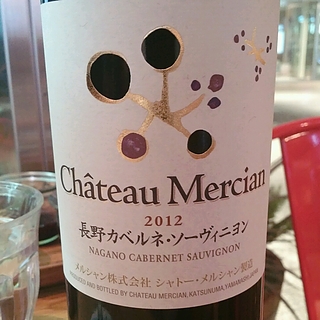 Château Mercian
2012
長野カベルネ・ソーヴィニヨン
NAGANO CABERNET SAUVIGNON
メルシャン株式会社 シャトー・メルシャン製造
PRODUCED AND BOTTLED BY CHATEAU MERCIAN, KATSUNUMA, YAMANASHI, JAPAN